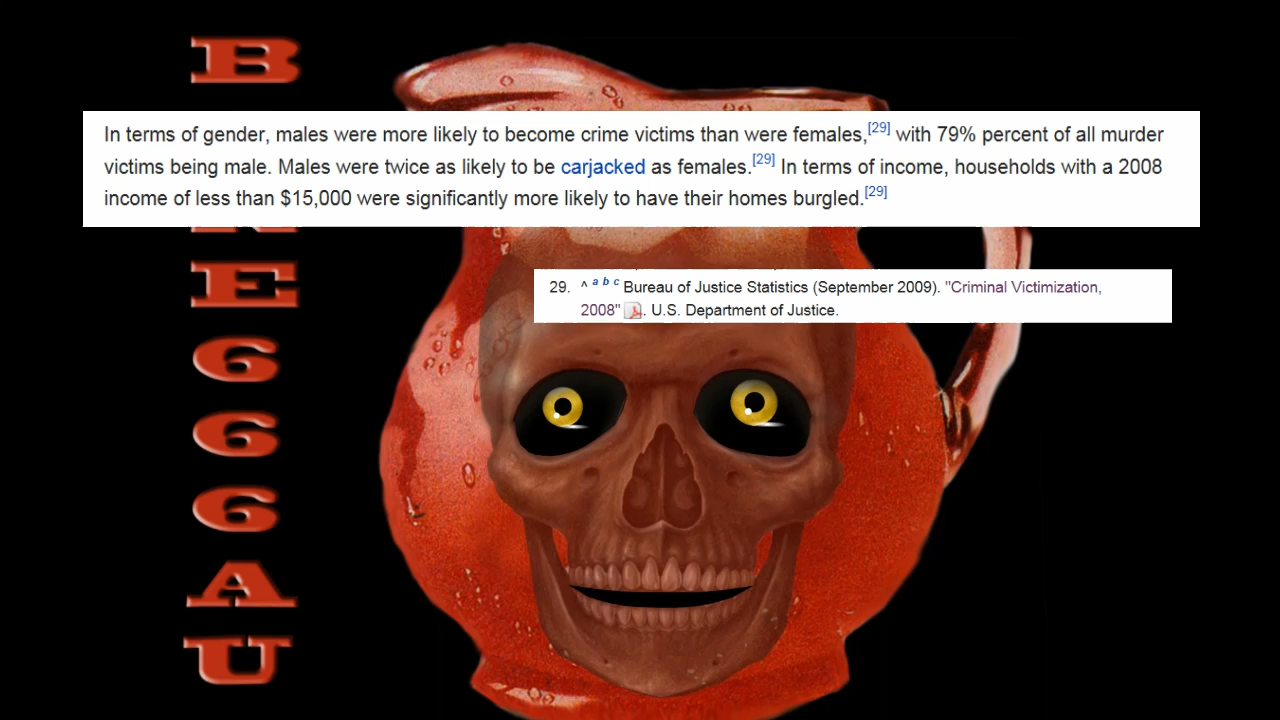 B
In terms of gender, males were more likely to become crime victims than were females,[29] with 79% percent of all murder
victims being male. Males were twice as likely to be carjacked as females.[29] In terms of income, households with a 2008
income of less than $15,000 were significantly more likely to have their homes burgled.[29]
N
E
6
6
6
A
U
29. ^ a b c Bureau of Justice Statistics (September 2009). "Criminal Victimization,
2008" . U.S. Department of Justice.